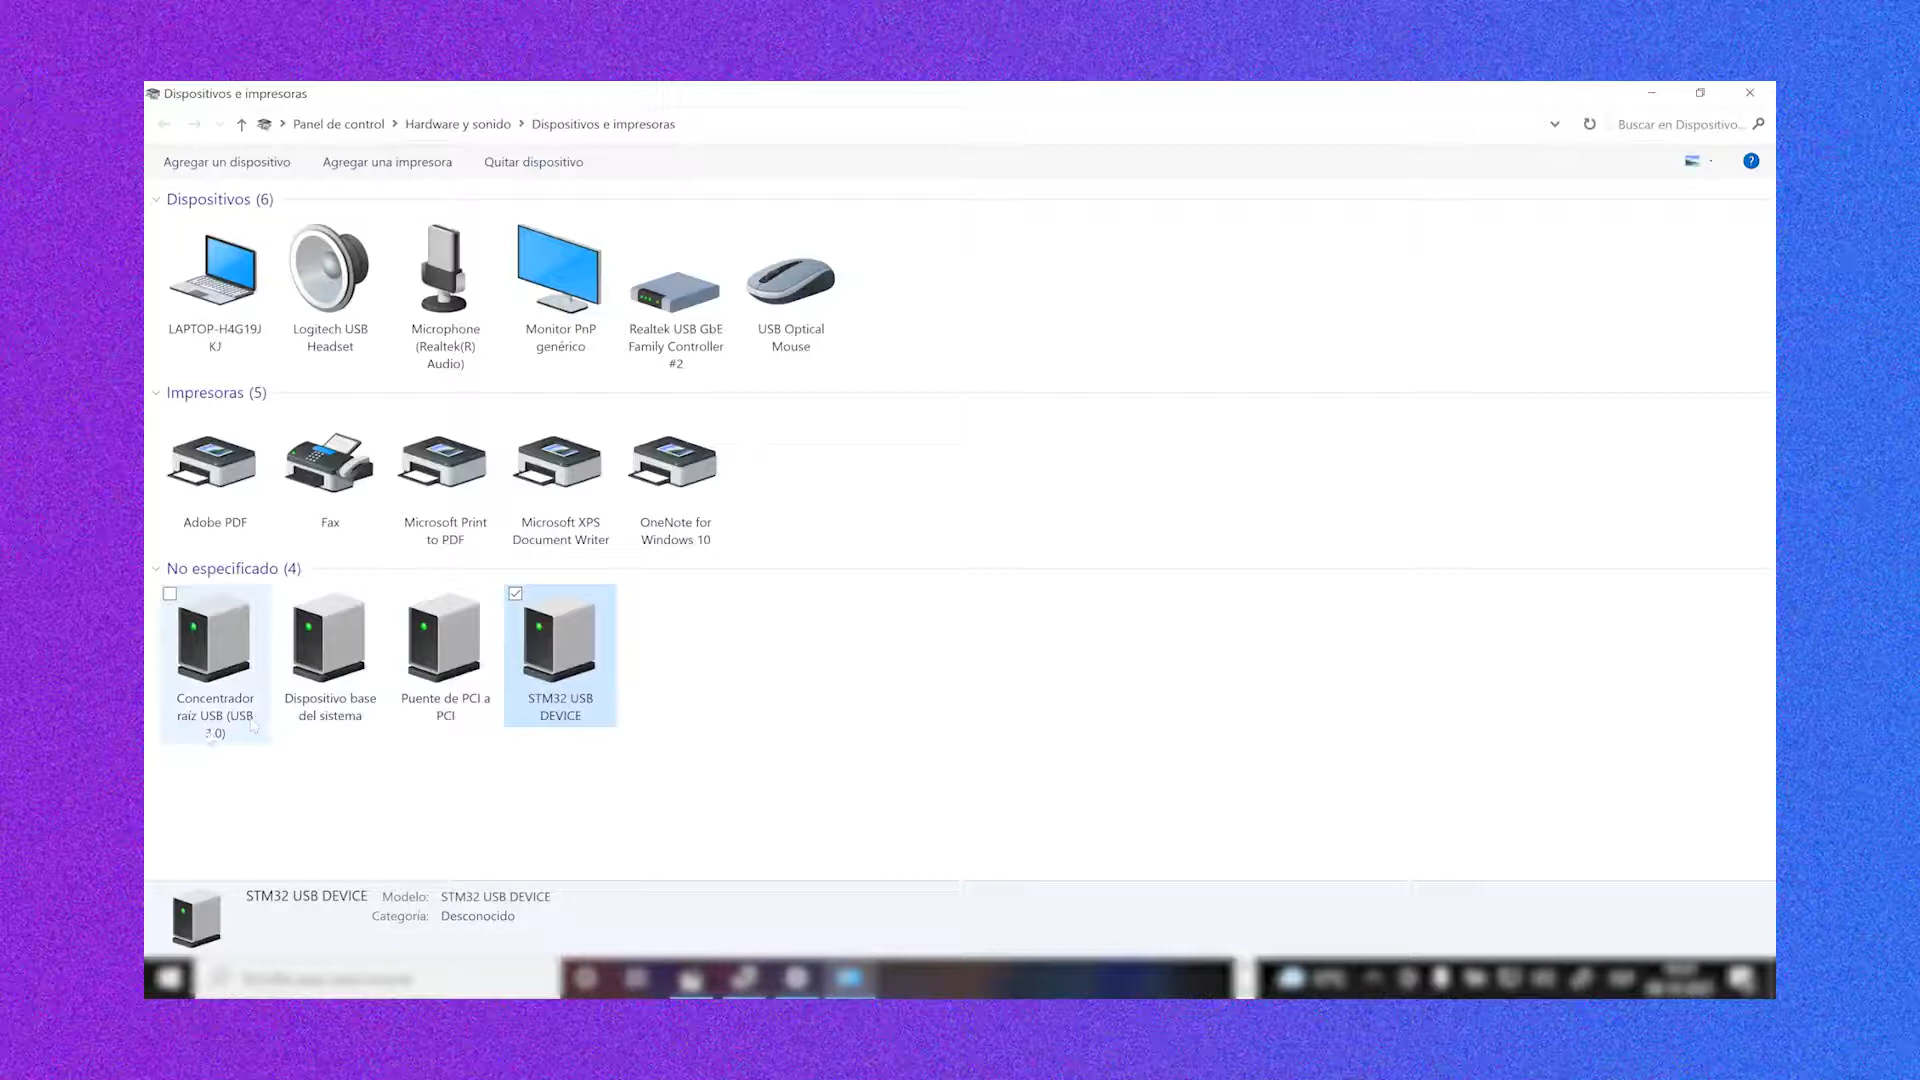 Dispositivos e impresoras
Panel de control
Hardware y sonido
Dispositivos e impresoras
Buscar en Dispositivo...
Agregar un dispositivo
Agregar una impresora
Quitar dispositivo
?
Dispositivos (6)
LAPTOP-H4G19J
KJ
Logitech USB
Headset
Microphone
(Realtek(R)
Audio)
Monitor PnP
genérico
Realtek USB GbE
Family Controller
#2
USB Optical
Mouse
Impresoras (5)
Adobe PDF
Fax
Microsoft Print
to PDF
Microsoft XPS
Document Writer
OneNote for
Windows 10
No especificado (4)
Concentrador
raíz USB (USB
3.0)
Dispositivo base
del sistema
Puente de PCI a
PCI
STM32 USB
DEVICE
STM32 USB DEVICE
Modelo: STM32 USB DEVICE
Categoría: Desconocido